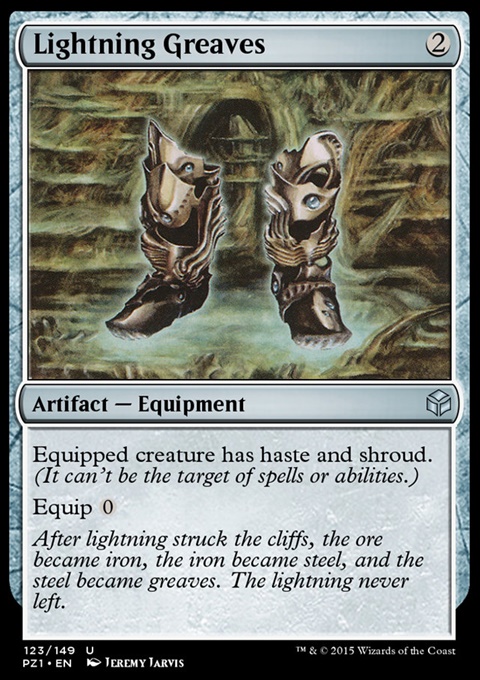 Lightning Greaves 2
Artifact — Equipment
Equipped creature has haste and shroud.
(It can't be the target of spells or abilities.)
Equip 0
After lightning struck the cliffs, the ore
became iron, the iron became steel, and the
steel became greaves. The lightning never
left.
123/149 U
PZ1 • EN Jeremy Jarvis
™ & © 2015 Wizards of the Coast